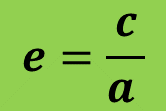 e = c/a